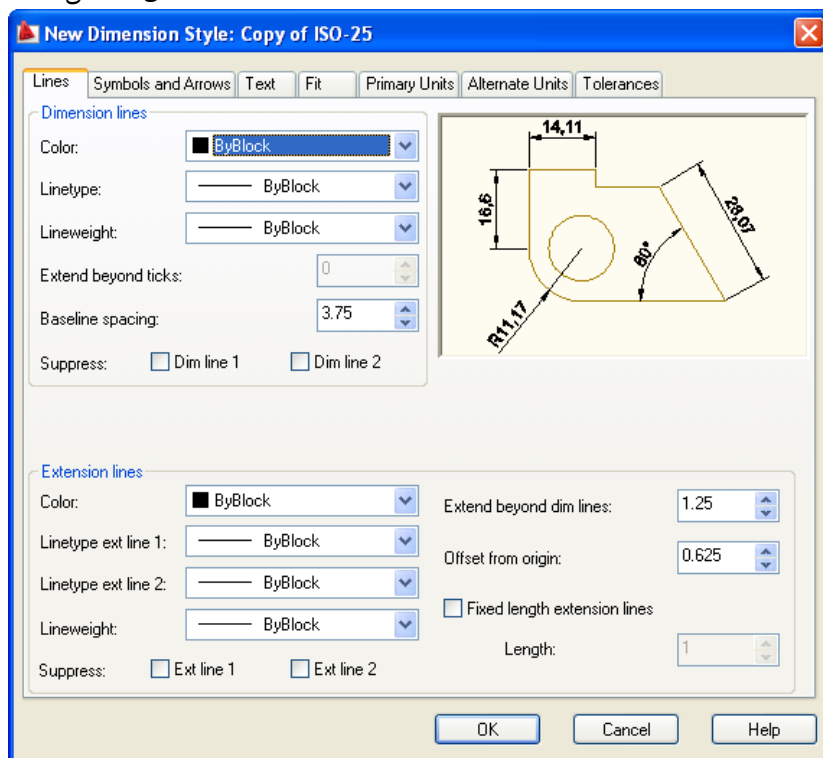 New Dimension Style: Copy of ISO-25
Lines Symbols and Arrows Text Fit Primary Units Alternate Units Tolerances
Dimension lines
Color: ByBlock
Linetype: ByBlock
Lineweight: ByBlock
Extend beyond ticks: 0
Baseline spacing: 3.75
Suppress: Dim line 1 Dim line 2
14,11
16,6
28,07
60°
R11,17
Extension lines
Color: ByBlock
Linetype ext line 1: ByBlock
Linetype ext line 2: ByBlock
Lineweight: ByBlock
Suppress: Ext line 1 Ext line 2
Extend beyond dim lines: 1.25
Offset from origin: 0.625
Fixed length extension lines
Length: 1
OK Cancel Help